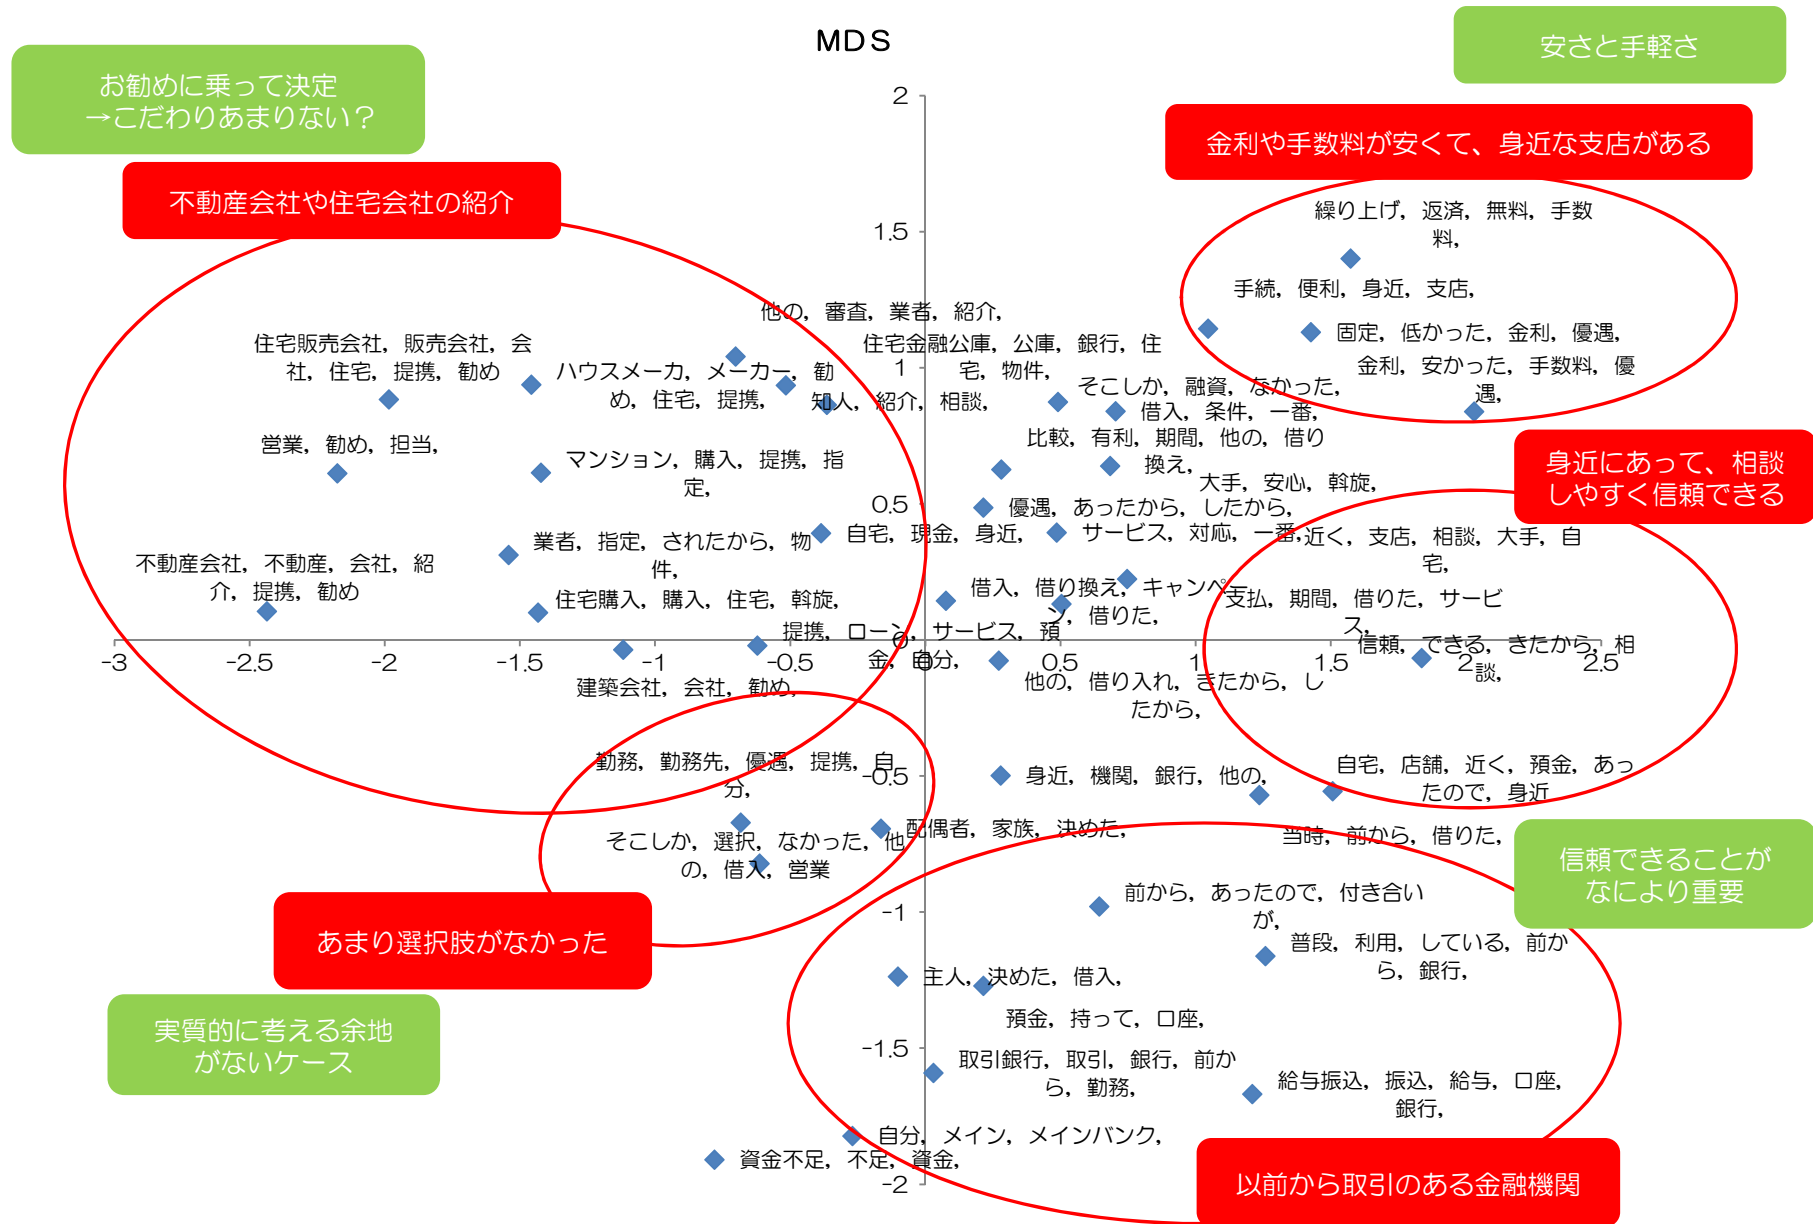 MDS
安さと手軽さ
お勧めに乗って決定
→こだわりあまりない？
金利や手数料が安くて、身近な支店がある
不動産会社や住宅会社の紹介
2
1.5
1
0.5
0
-0.5
-1
-1.5
-2
-3
-2.5
-2
-1.5
-1
-0.5
0
0.5
1
1.5
2
2.5
繰り上げ，返済，無料，手数
料，
手続，便利，身近，支店，
固定，低かった，金利，優遇，
金利，安かった，手数料，優
遇，
他の，審査，業者，紹介，
住宅販売会社，販売会社，会
社，住宅，提携，勧め
ハウスメーカ，メーカー，勧
め，住宅，提携，
知人，紹介，相談，
住宅金融公庫，公庫，銀行，住
宅，物件，
そこしか，融資，なかった，
借入，条件，一番，
比較，有利，期間，他の，借り
換え，
営業，勧め，担当，
マンション，購入，提携，指
定，
大手，安心，斡旋，
身近にあって、相談
しやすく信頼できる
優遇，あったから，したから，
自宅，現金，身近，
サービス，対応，一番，
近く，支店，相談，大手，自
宅，
業者，指定，されたから，物
件，
不動産会社，不動産，会社，紹
介，提携，勧め
住宅購入，購入，住宅，斡旋，
借入，借り換え，キャンペー
ン，借りた，
支払，期間，借りた，サービ
ス，
提携，ローン，サービス，預
金，自分，
信頼，できる，きたから，相
談，
建築会社，会社，勧め，
他の，借り入れ，きたから，し
たから，
勤務，勤務先，優遇，提携，自
分，
身近，機関，銀行，他の，
自宅，店舗，近く，預金，あっ
たので，身近
そこしか，選択，なかった，他
の，借入，営業
配偶者，家族，決めた，
当時，前から，借りた，
信頼できることが
なにより重要
前から，あったので，付き合い
が，
あまり選択肢がなかった
普段，利用，している，前か
ら，銀行，
主人，決めた，借入，
預金，持って，口座，
実質的に考える余地
がないケース
取引銀行，取引，銀行，前か
ら，勤務，
給与振込，振込，給与，口座，
銀行，
自分，メイン，メインバンク，
資金不足，不足，資金，
以前から取引のある金融機関